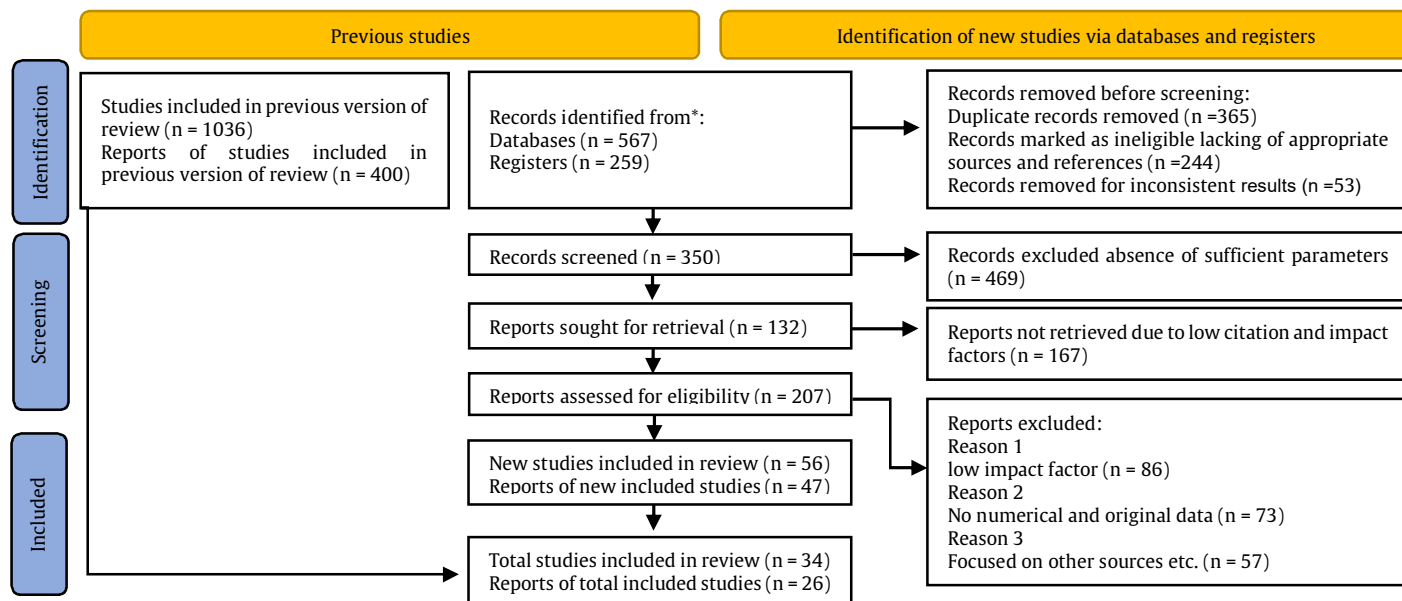 Previous studies
Identification of new studies via databases and registers
Identification
Studies included in previous version of
review (n = 1036)
Reports of studies included in
previous version of review (n = 400)
Records identified from*:
Databases (n = 567)
Registers (n = 259)
Records removed before screening:
Duplicate records removed (n =365)
Records marked as ineligible lacking of appropriate
sources and references (n =244)
Records removed for inconsistent results (n =53)
Screening
Records screened (n = 350)
Records excluded absence of sufficient parameters
(n = 469)
Reports sought for retrieval (n = 132)
Reports not retrieved due to low citation and impact
factors (n = 167)
Reports assessed for eligibility (n = 207)
Reports excluded:
Reason 1
low impact factor (n = 86)
Reason 2
No numerical and original data (n = 73)
Reason 3
Focused on other sources etc. (n = 57)
Included
New studies included in review (n = 56)
Reports of new included studies (n = 47)
Total studies included in review (n = 34)
Reports of total included studies (n = 26)